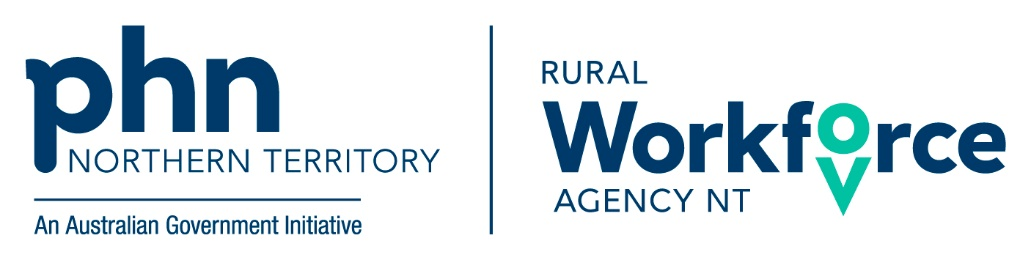 phn
NORTHERN TERRITORY
An Australian Government Initiative
RURAL
Workforce
AGENCY NT